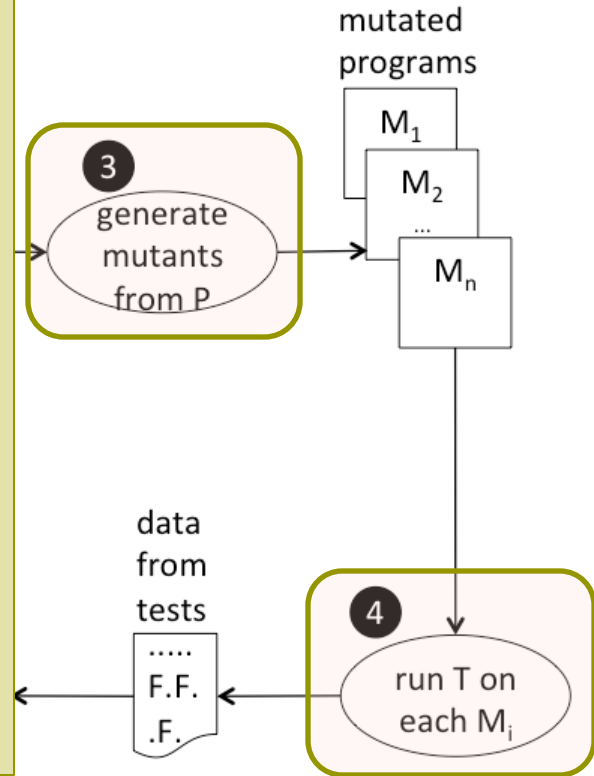 mutated
programs
M₁
M₂
...
Mₙ
3
generate
mutants
from P
data
from
tests
.....
F.F.
.F.
4
run T on
each Mᵢ